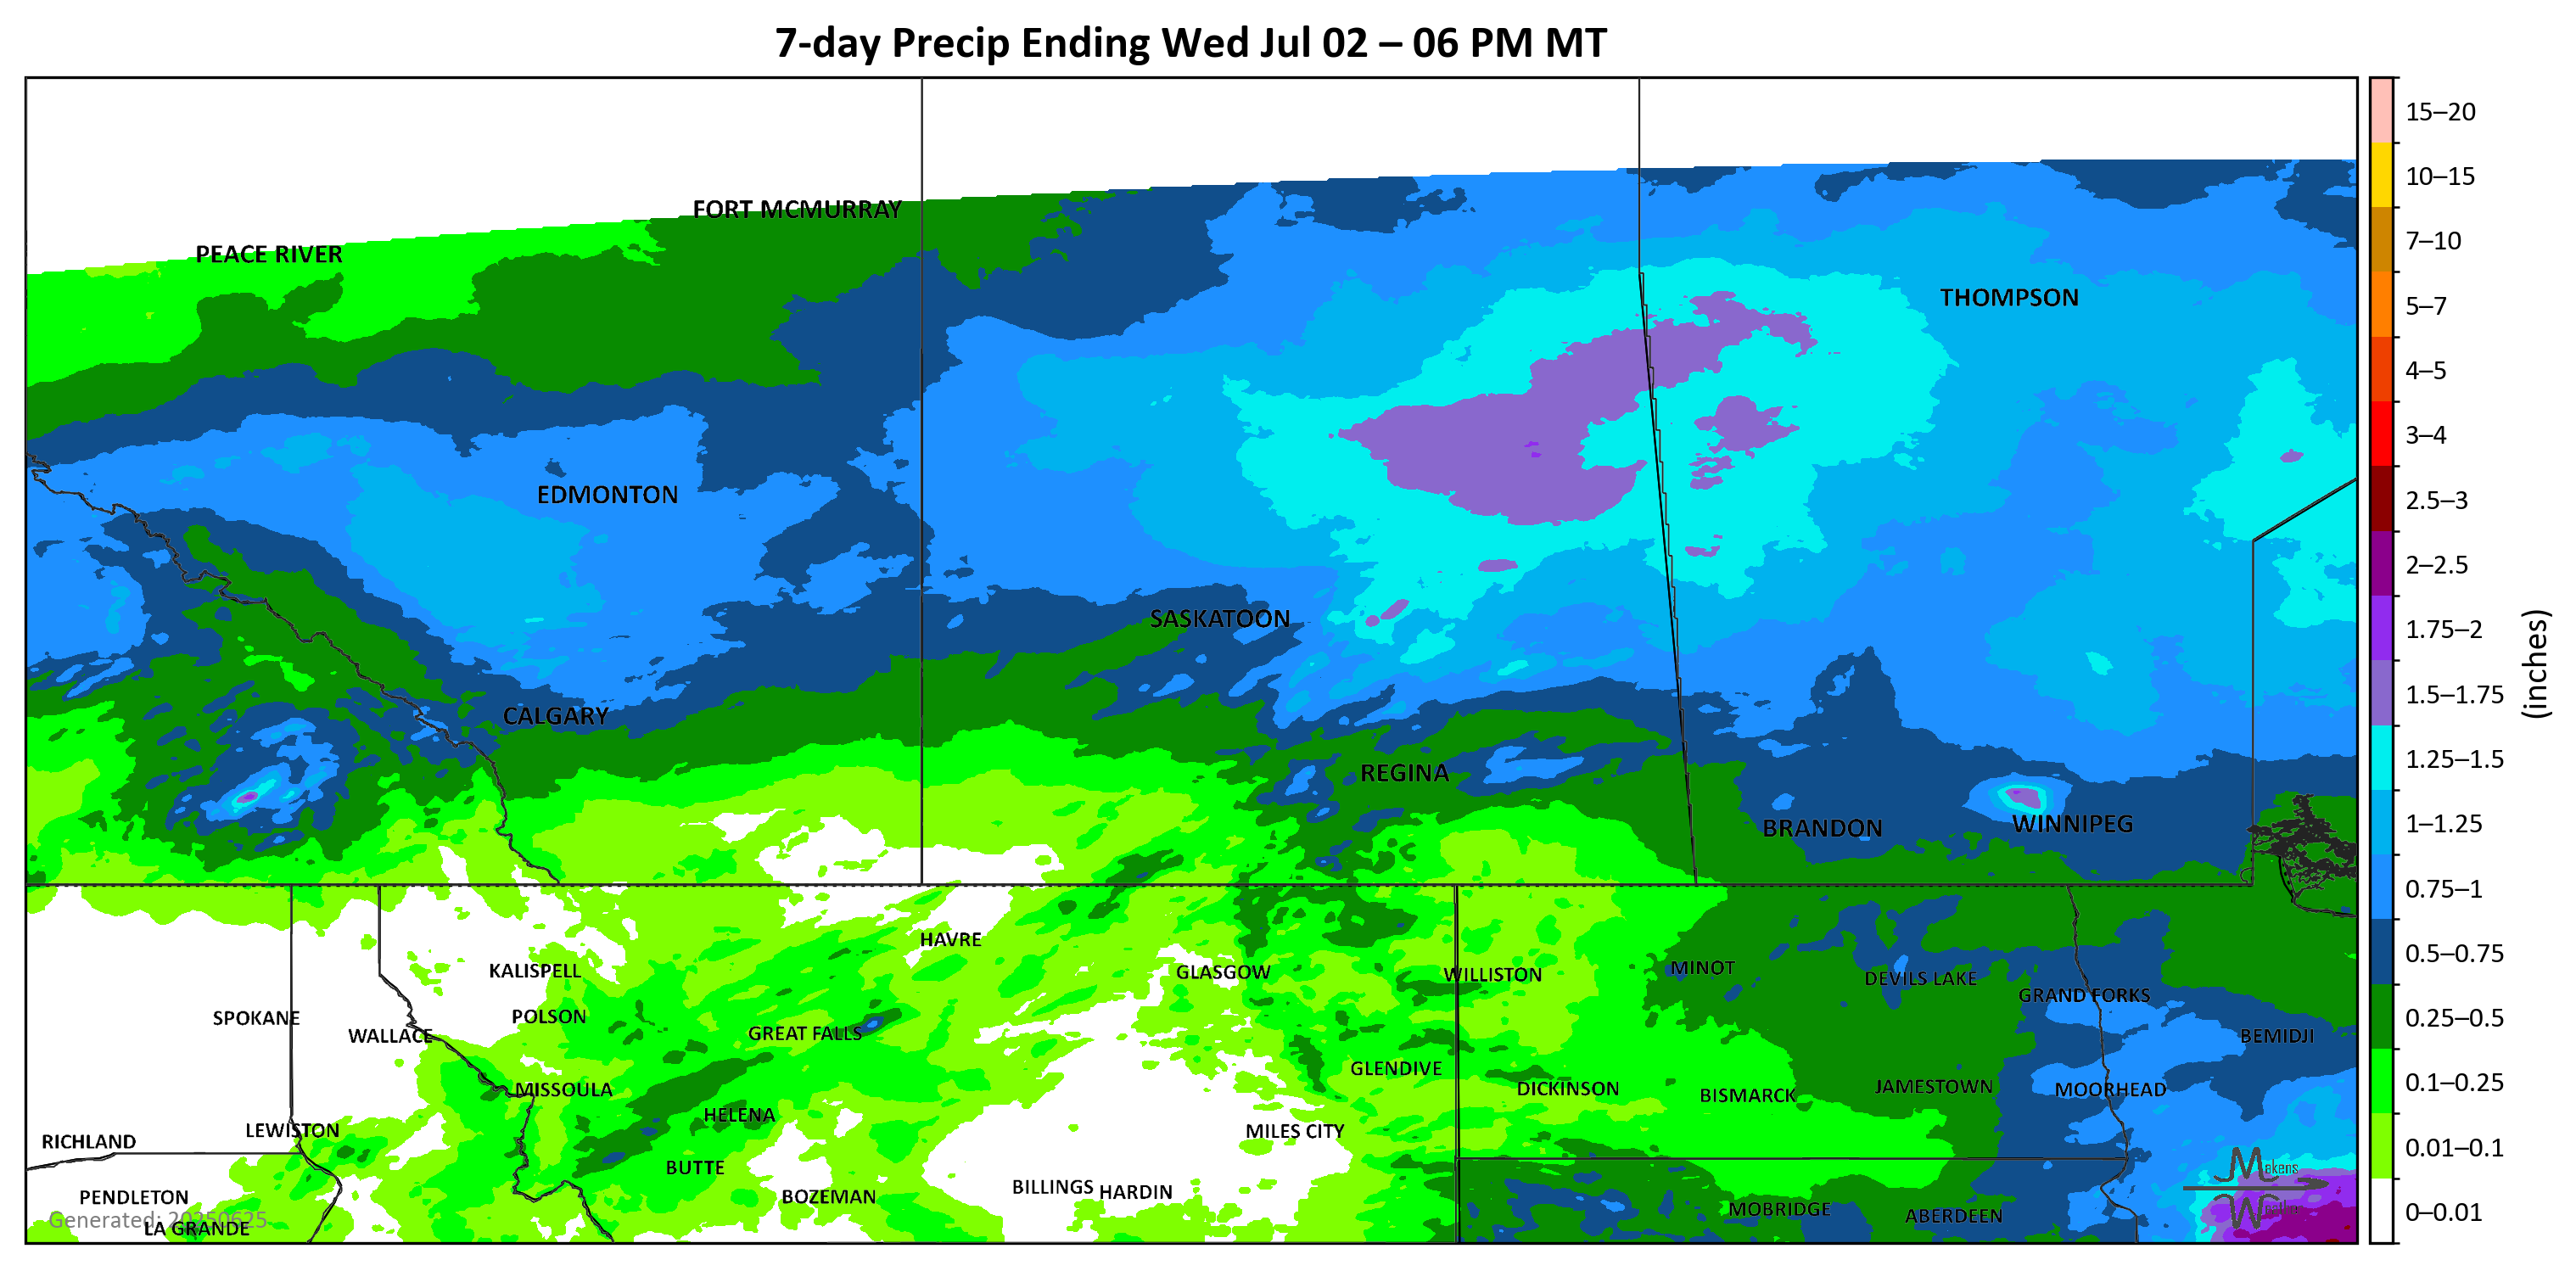 7-day Precip Ending Wed Jul 02 – 06 PM MT
15–20
10–15
7–10
5–7
4–5
3–4
2.5–3
2–2.5
1.75–2
1.5–1.75
1.25–1.5
1–1.25
0.75–1
0.5–0.75
0.25–0.5
0.1–0.25
0.01–0.1
0–0.01
(inches)
FORT MCMURRAY
PEACE RIVER
THOMPSON
EDMONTON
SASKATOON
CALGARY
REGINA
BRANDON
WINNIPEG
HAVRE
KALISPELL
GLASGOW
WILLISTON
MINOT
DEVILS LAKE
GRAND FORKS
SPOKANE
POLSON
WALLACE
GREAT FALLS
BEMIDJI
GLENDIVE
MISSOULA
DICKINSON
BISMARCK
JAMESTOWN
MOORHEAD
HELENA
LEWISTON
RICHLAND
MILES CITY
BUTTE
PENDLETON
BOZEMAN
BILLINGS
HARDIN
MOBRIDGE
ABERDEEN
Generated: 20250625
LA GRANDE
Makens
Weather